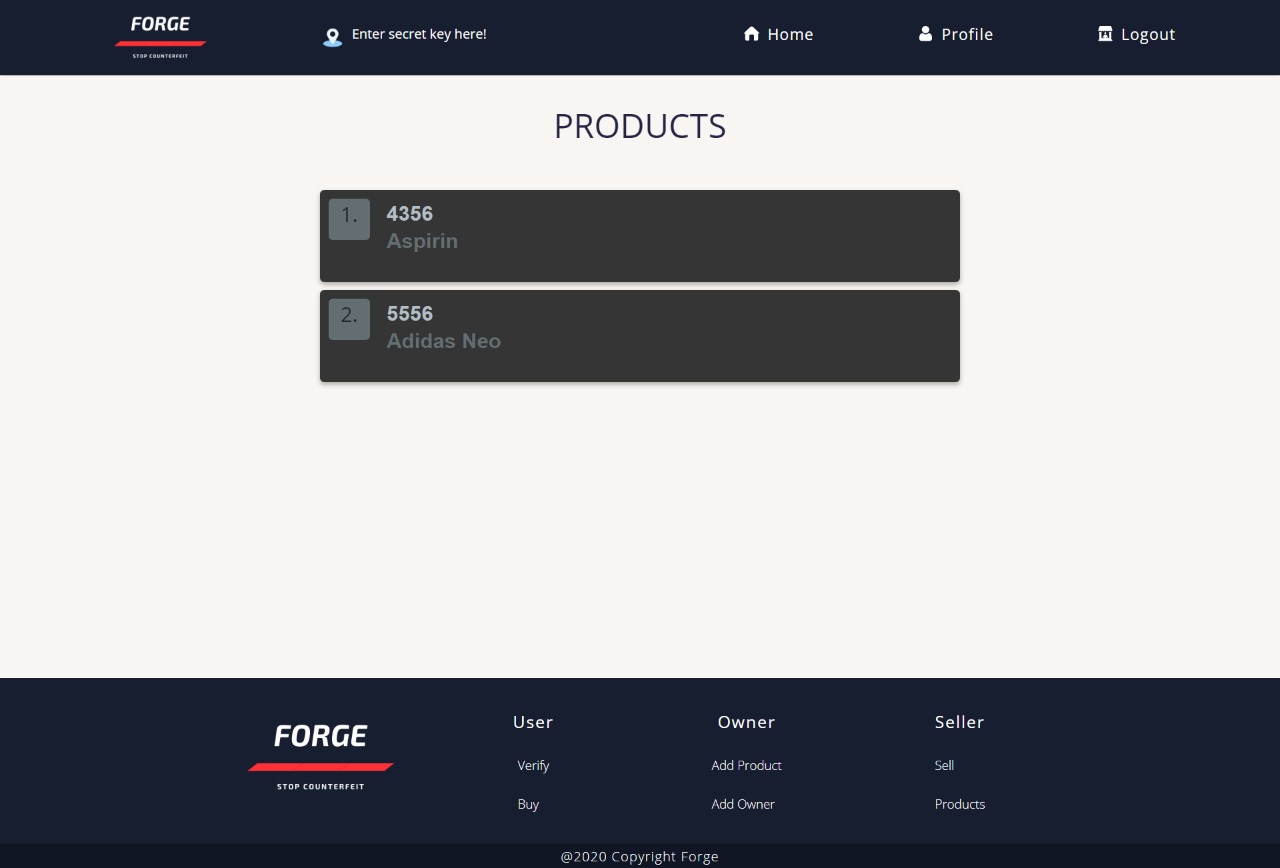 FORGE
STOP COUNTERFEIT
Enter secret key here!
Home
Profile
Logout
PRODUCTS
1.
4356
Aspirin
2.
5556
Adidas Neo
FORGE
STOP COUNTERFEIT
User
Verify
Buy
Owner
Add Product
Add Owner
Seller
Sell
Products
@2020 Copyright Forge